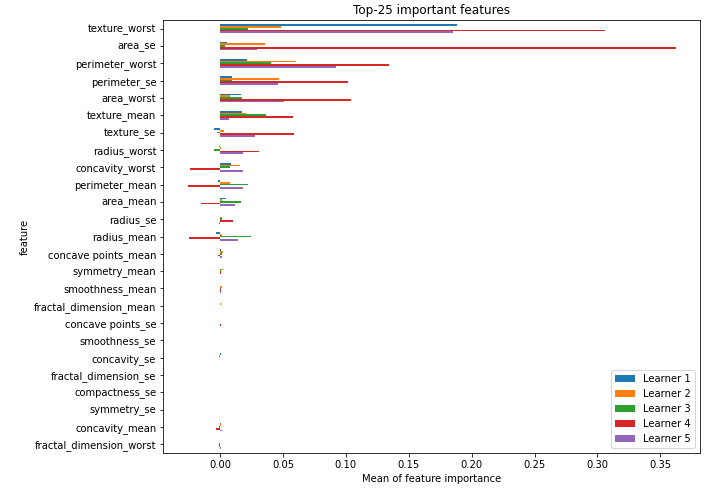 Top-25 important features
texture_worst
area_se
perimeter_worst
perimeter_se
area_worst
texture_mean
texture_se
radius_worst
concavity_worst
perimeter_mean
area_mean
radius_se
radius_mean
concave points_mean
symmetry_mean
smoothness_mean
fractal_dimension_mean
concave points_se
smoothness_se
concavity_se
fractal_dimension_se
compactness_se
symmetry_se
concavity_mean
fractal_dimension_worst
feature
Learner 1
Learner 2
Learner 3
Learner 4
Learner 5
0.00 0.05 0.10 0.15 0.20 0.25 0.30 0.35
Mean of feature importance